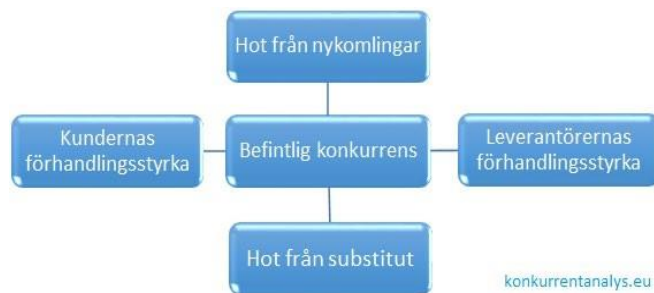 Hot från nykomlingar
Kundernas
förhandlingsstyrka
Befintlig konkurrens
Leverantörernas
förhandlingsstyrka
Hot från substitut
konkurrentanalys.eu